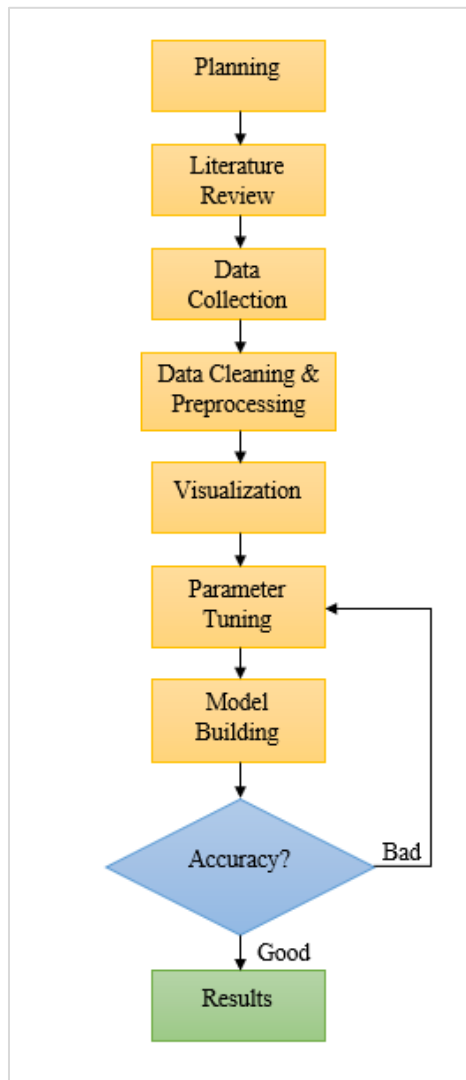 Planning
Literature
Review
Data
Collection
Data Cleaning &
Preprocessing
Visualization
Parameter
Tuning
Model
Building
Accuracy?
Bad
Good
Results